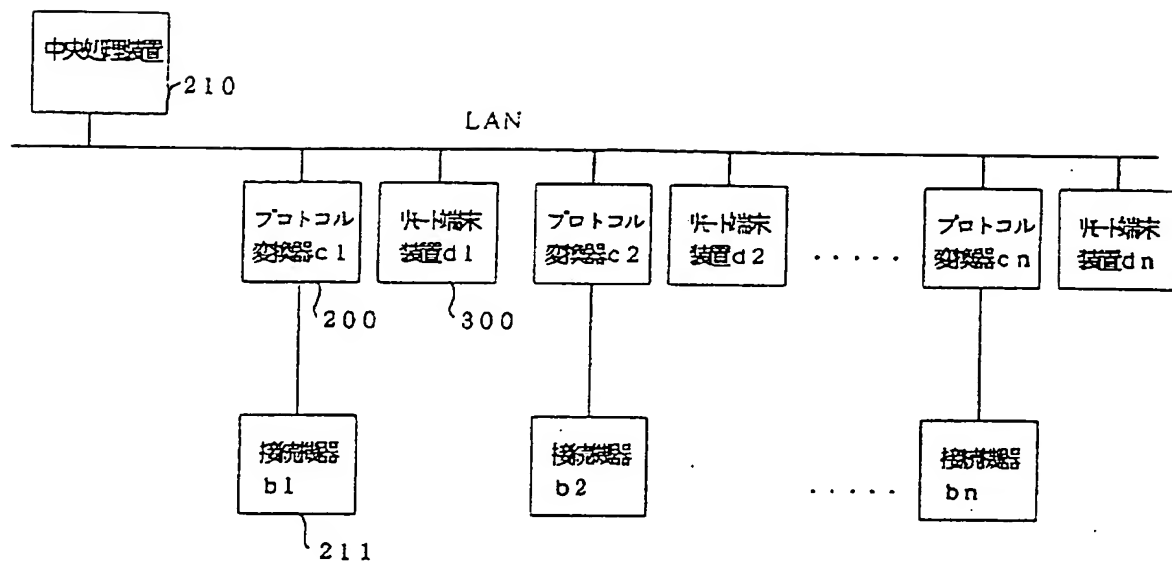 中央処理装置
210
LAN
プロトコル
変換器c1
リモート端末
装置d1
プロトコル
変換器c2
リモート端末
装置d2
.....
プロトコル
変換器cn
リモート端末
装置dn
200
300
接続機器
b1
接続機器
b2
.....
接続機器
bn
211